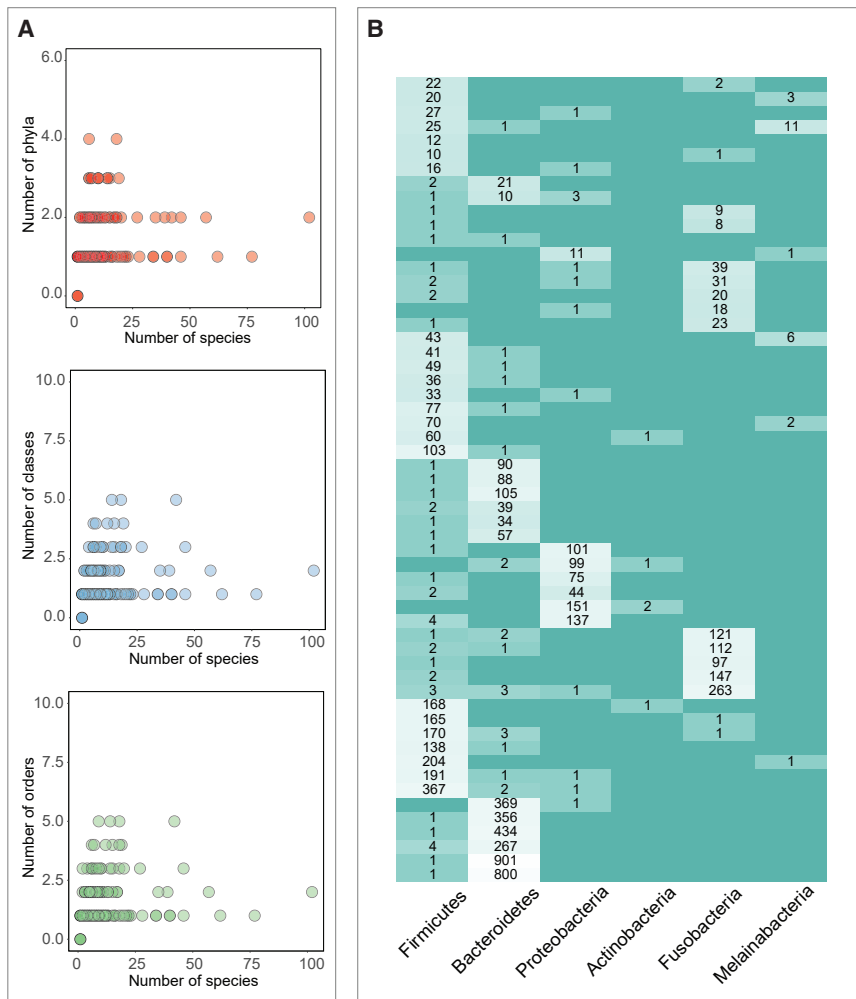 A
6.0
4.0
2.0
0.0
Number of phyla
0 25 50 75 100
Number of species
10.0
7.5
5.0
2.5
0.0
Number of classes
0 25 50 75 100
Number of species
10.0
7.5
5.0
2.5
0.0
Number of orders
0 25 50 75 100
Number of species
B
22 2
20 3
27 1
25 1 11
12
10 1
16 1
2 21
1 10 3
1 9
1 8
1 1
11 1
1 1 39
2 1 31
2 20
1 18
1 23
43 6
41 1
49 1
36 1
33 1
77 1
70 2
60 1
103 1
1 90
1 88
1 105
2 39
1 34
1 57
1 101
2 99 1
1 75
2 44
151 2
4 137
1 2 121
2 1 112
1 97
2 147
3 3 1 263
168 1
165 1
170 3 1
138 1
204 1
191 1 1
367 2 1
369 1
1 356
1 434
4 267
1 901
1 800
Firmicutes
Bacteroidetes
Proteobacteria
Actinobacteria
Fusobacteria
Melainabacteria